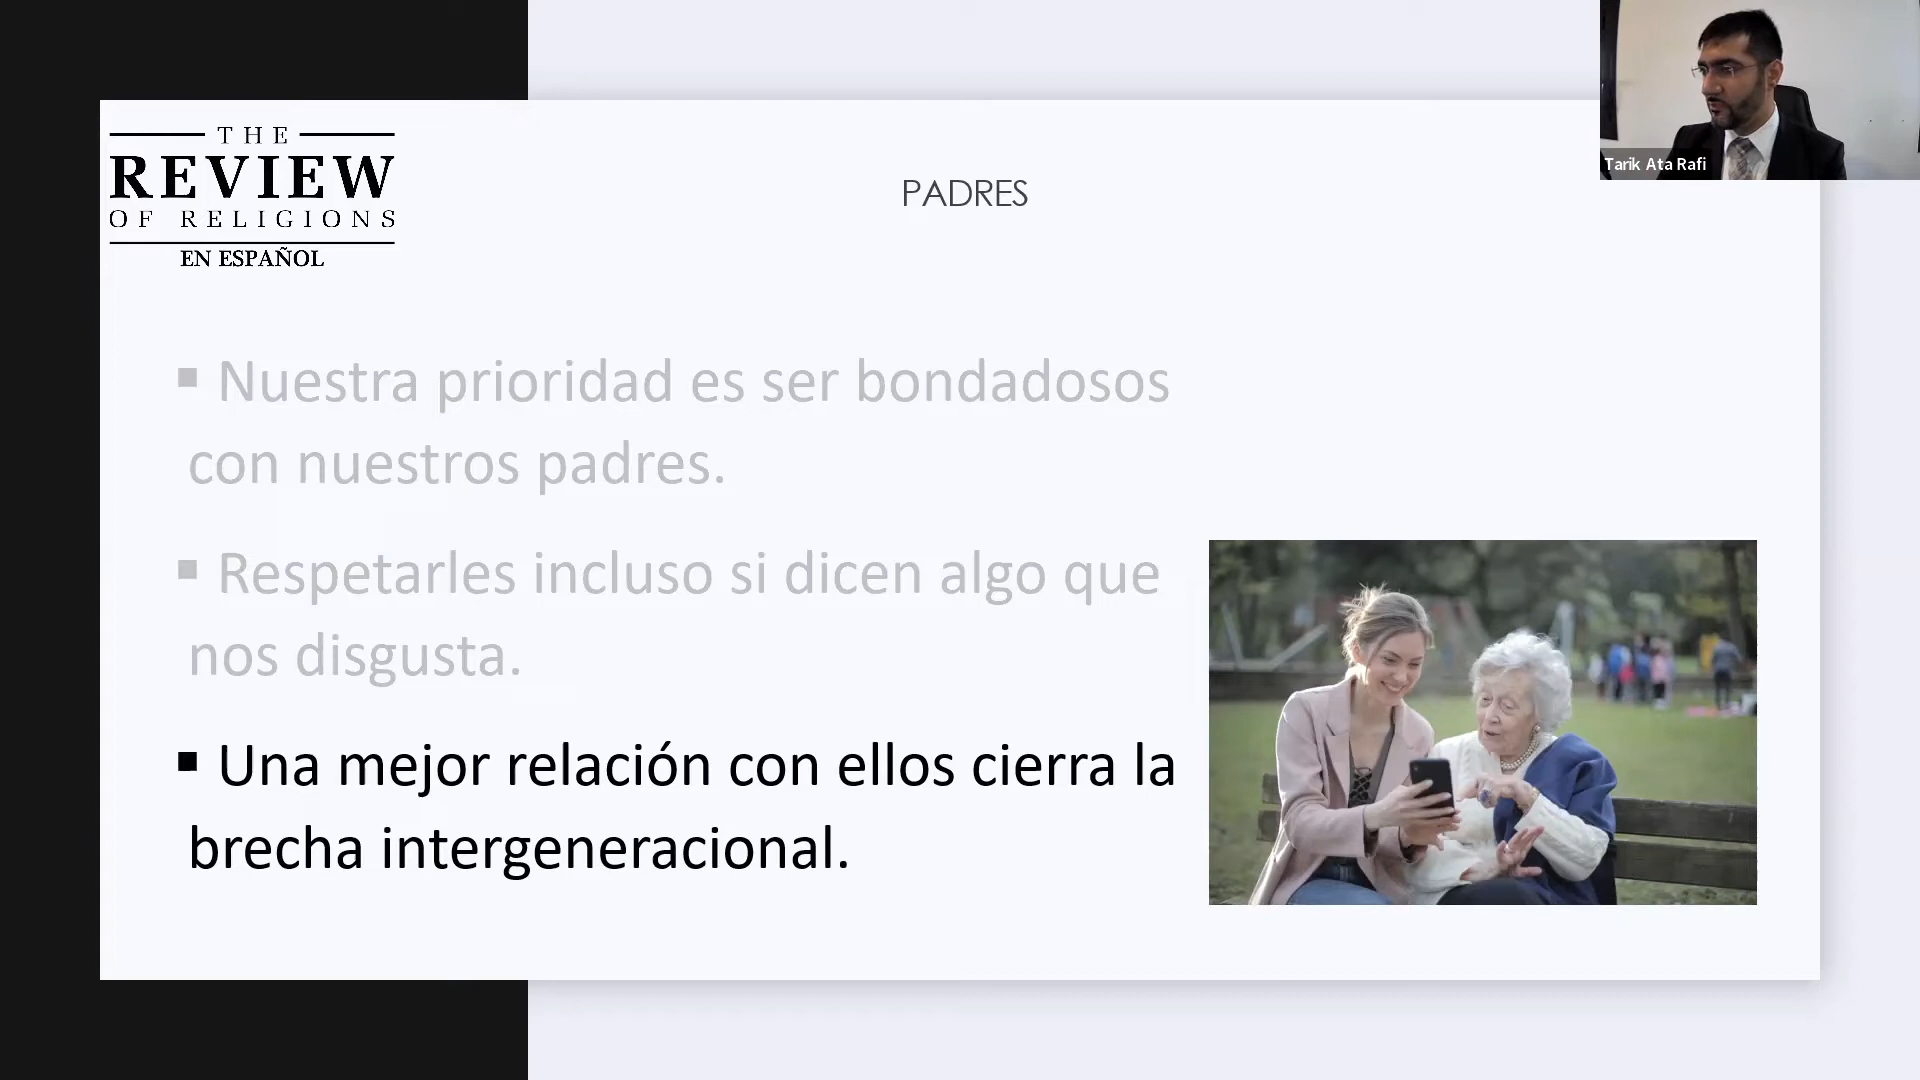 THE
REVIEW
OF RELIGIONS
EN ESPAÑOL
PADRES
Tarik Ata Rafi
▪ Nuestra prioridad es ser bondadosos
con nuestros padres.
▪ Respetarles incluso si dicen algo que
nos disgusta.
▪ Una mejor relación con ellos cierra la
brecha intergeneracional.